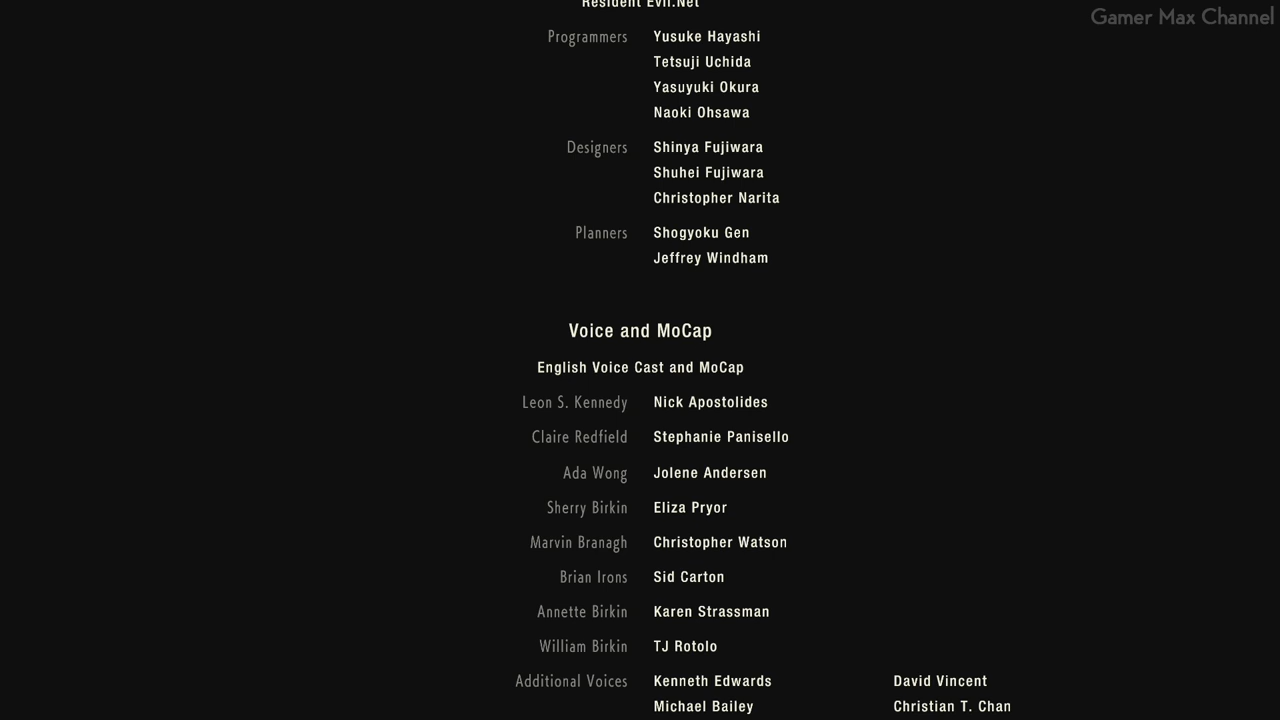 Resident Evil.Net
Gamer Max Channel
Programmers Yusuke Hayashi
Tetsuji Uchida
Yasuyuki Okura
Naoki Ohsawa
Designers Shinya Fujiwara
Shuhei Fujiwara
Christopher Narita
Planners Shogyoku Gen
Jeffrey Windham
Voice and MoCap
English Voice Cast and MoCap
Leon S. Kennedy Nick Apostolides
Claire Redfield Stephanie Panisello
Ada Wong Jolene Andersen
Sherry Birkin Eliza Pryor
Marvin Branagh Christopher Watson
Brian Irons Sid Carton
Annette Birkin Karen Strassman
William Birkin TJ Rotolo
Additional Voices Kenneth Edwards David Vincent
Michael Bailey Christian T. Chan